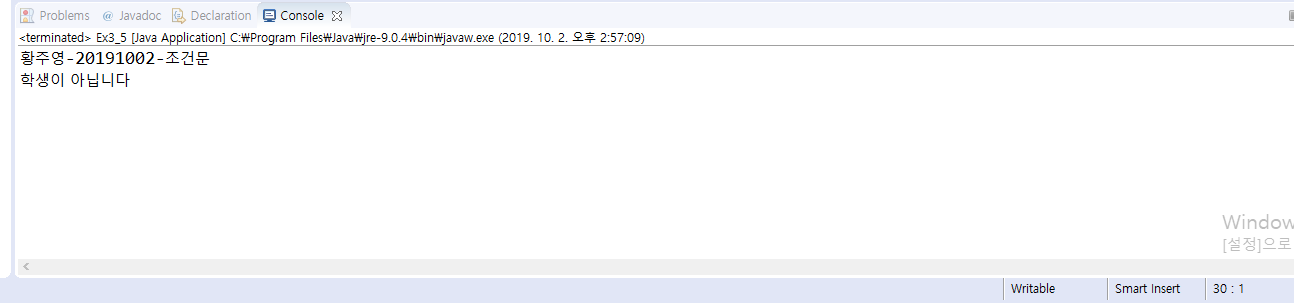 Problems @ Javadoc Declaration Console
<terminated> Ex3_5 [Java Application] C:₩Program Files₩Java₩jre-9.0.4₩bin₩javaw.exe (2019. 10. 2. 오후 2:57:09)
황주영-20191002-조건문
학생이 아닙니다
Window
[설정]으로
Writable Smart Insert 30 : 1